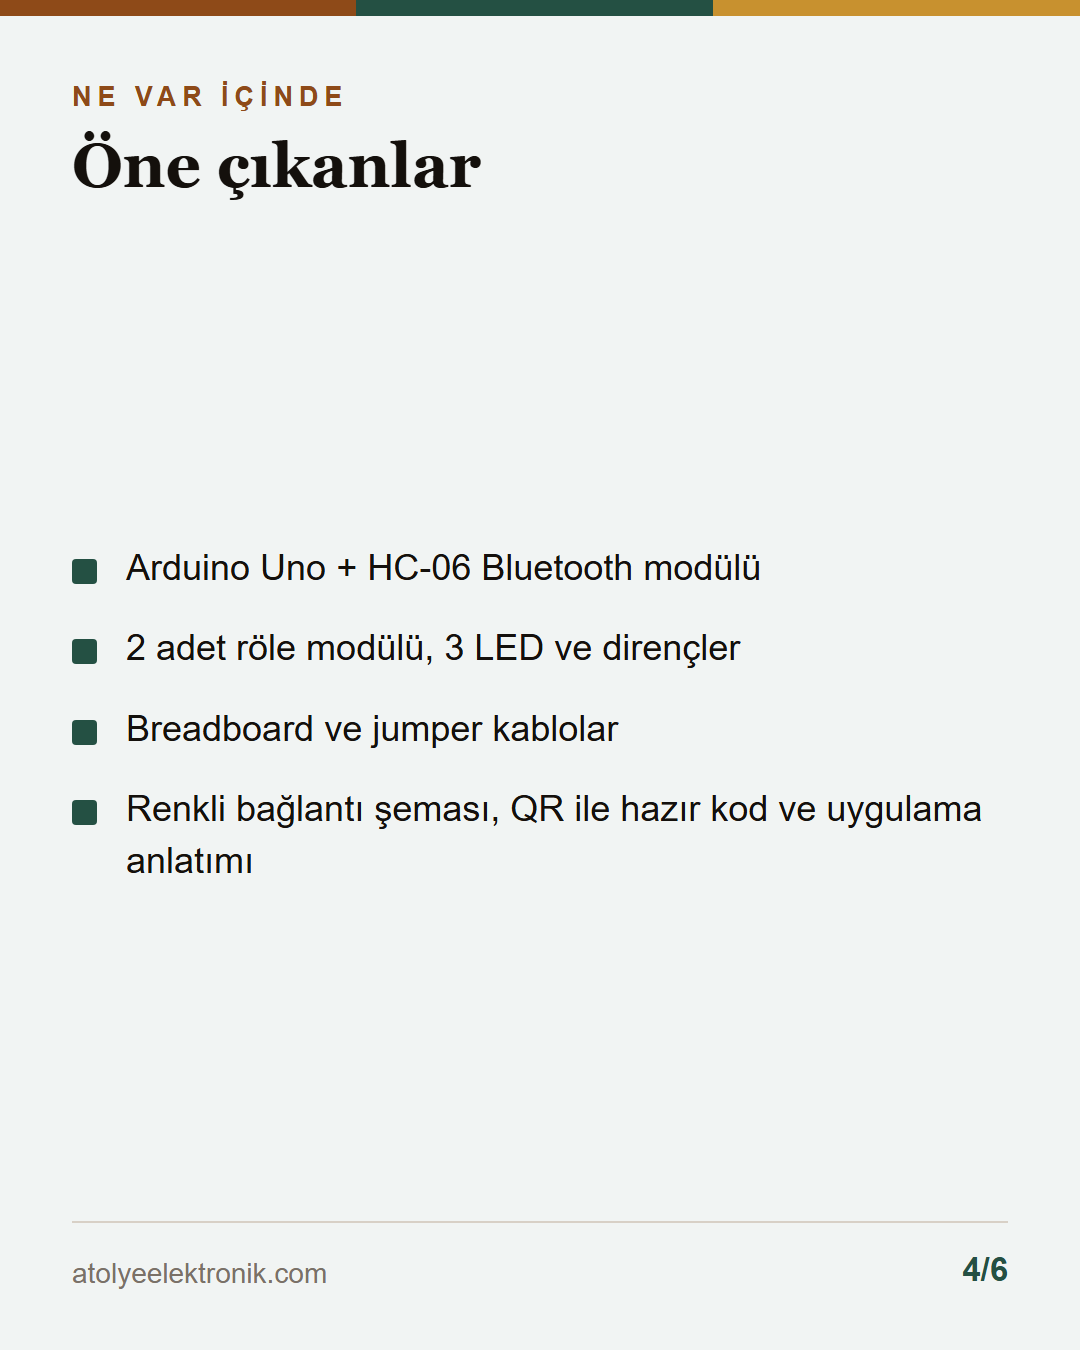 NE VAR İÇİNDE
Öne çıkanlar
Arduino Uno + HC-06 Bluetooth modülü
2 adet röle modülü, 3 LED ve dirençler
Breadboard ve jumper kablolar
Renkli bağlantı şeması, QR ile hazır kod ve uygulama
anlatımı
atolyeelektronik.com
4/6